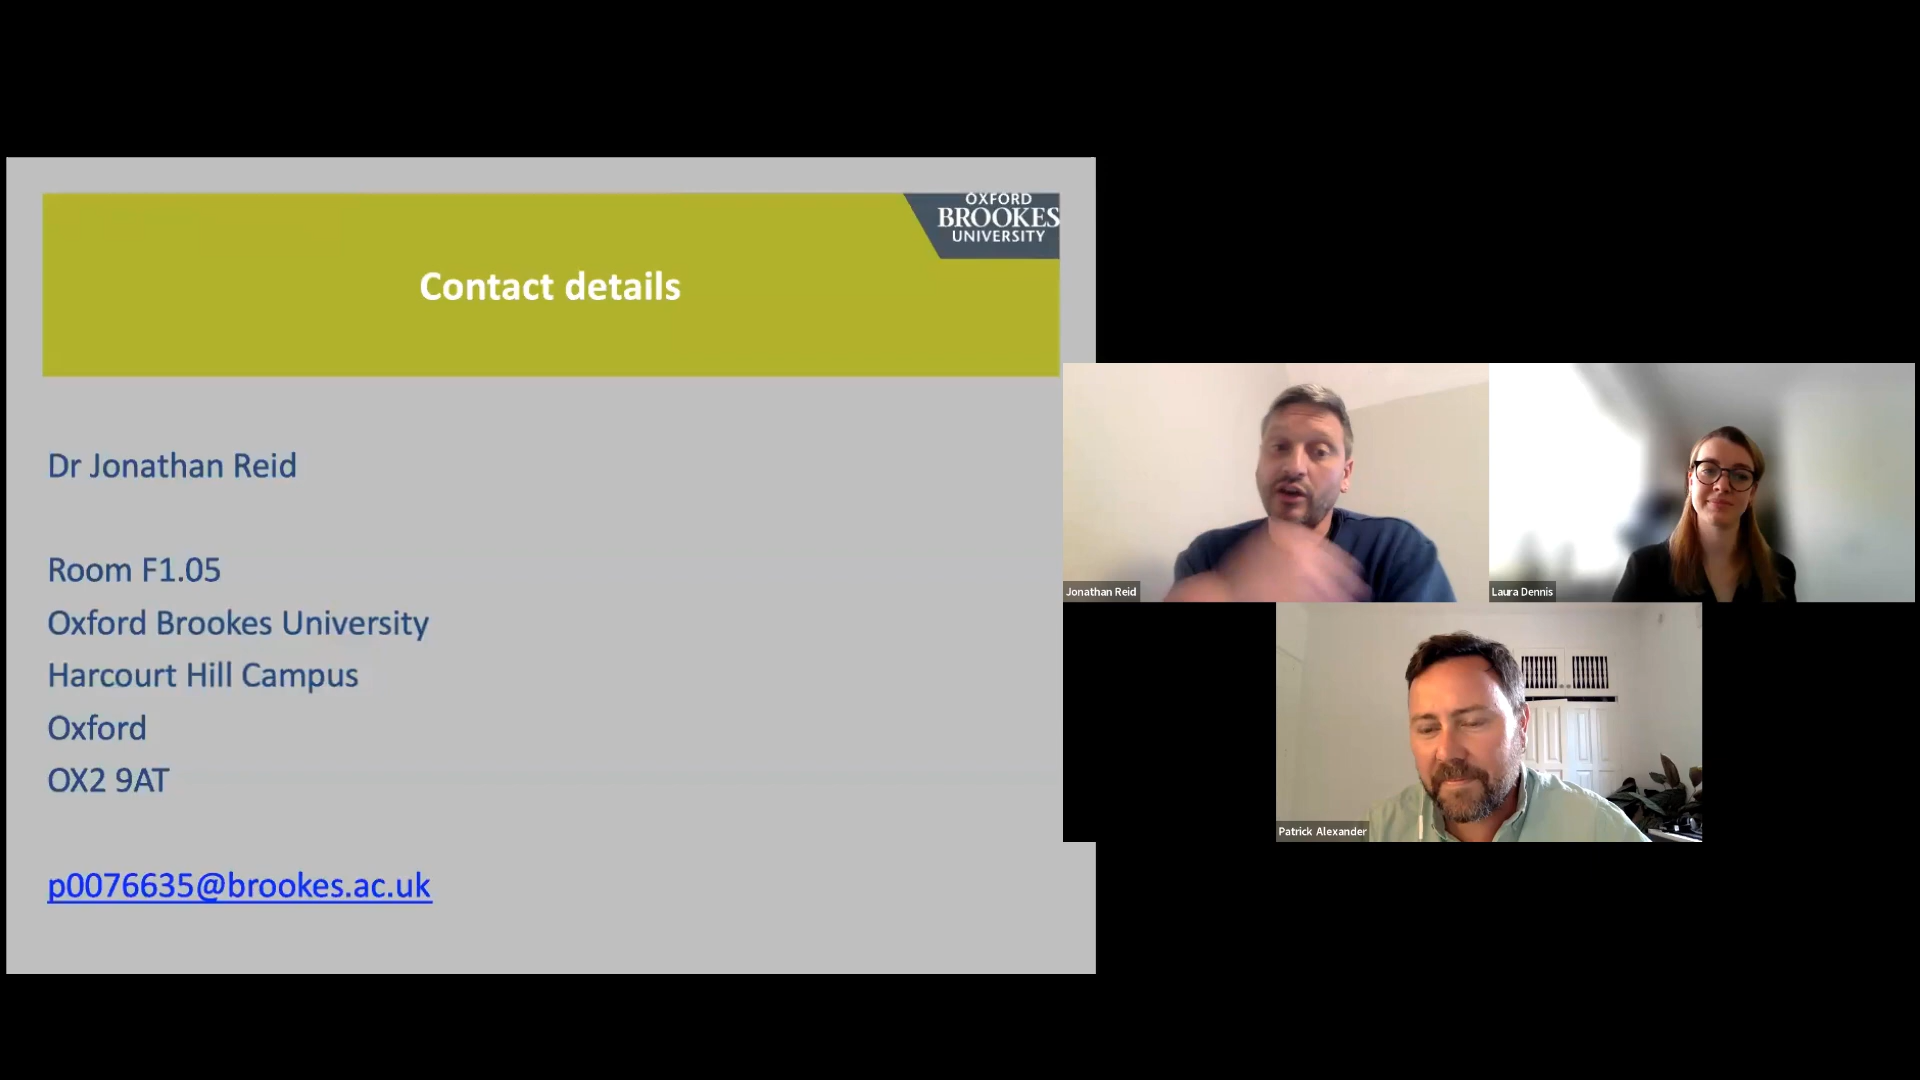 OXFORD
BROOKES
UNIVERSITY
Contact details
Dr Jonathan Reid
Room F1.05
Oxford Brookes University
Harcourt Hill Campus
Oxford
OX2 9AT
p0076635@brookes.ac.uk
Jonathan Reid
Laura Dennis
Patrick Alexander